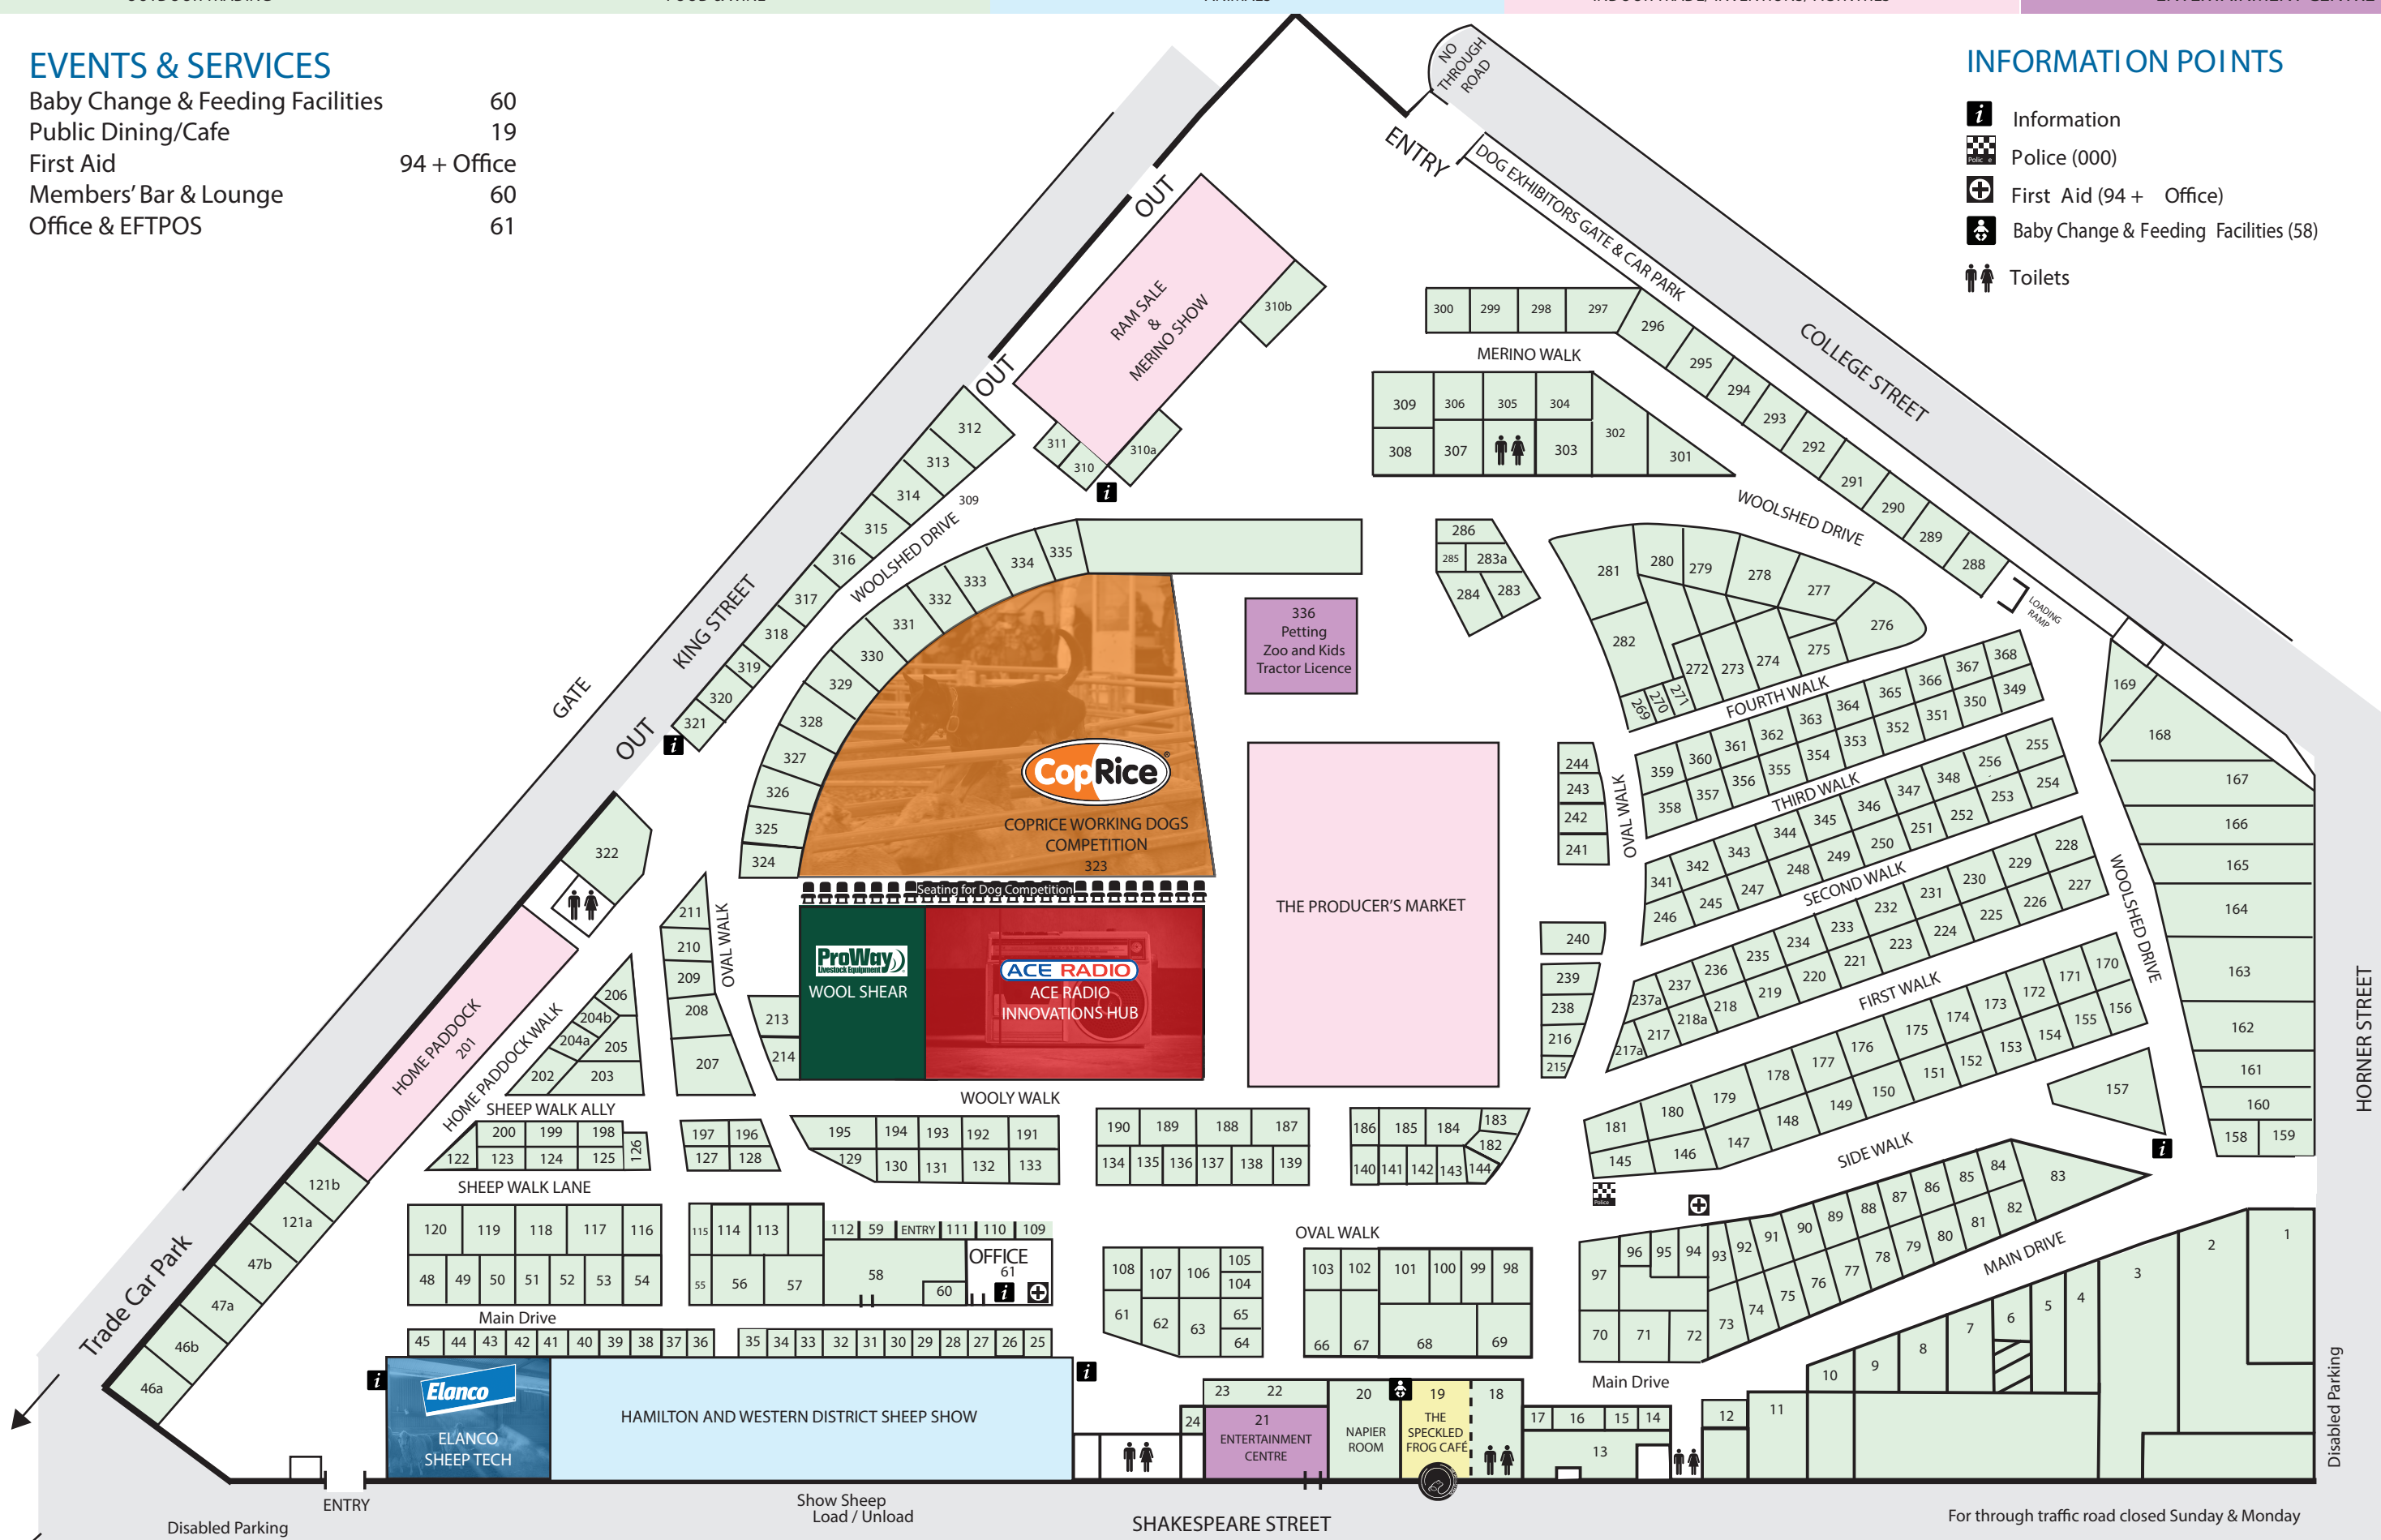 EVENTS & SERVICES
Baby Change & Feeding Facilities 60
Public Dining/Cafe 19
First Aid 94 + Office
Members' Bar & Lounge 60
Office & EFTPOS 61
INFORMATION POINTS
Information
Police (000)
First Aid (94 + Office)
Baby Change & Feeding Facilities (58)
Toilets
NO
THROUGH
ROAD
ENTRY
DOG EXHIBITORS GATE & CAR PARK
COLLEGE STREET
OUT
RAM SALE
&
MERINO SHOW
310b
OUT
300 299 298 297 296 295 294 293 292 291 290 289 288
MERINO WALK
309 306 305 304 302 301
308 307 303
LOADING
RAMP
311 310 310a
312 313 314 315 316 317 318 319 320 321
309
WOOLSHED DRIVE
KING STREET
GATE
OUT
WOOLSHED DRIVE
335 334 333 332 331 330 329 328 327 326 325 324
286
285 283a
284 283
281 280 279 278 277 276
282 272 273 274 275
269 270 271
336
Petting
Zoo and Kids
Tractor Licence
CopRice
COPRICE WORKING DOGS
COMPETITION
323
Seating for Dog Competition
ProWay
Livestock Equipment
WOOL SHEAR
ACE RADIO
ACE RADIO
INNOVATIONS HUB
THE PRODUCER'S MARKET
FOURTH WALK
359 360 361 362 363 364 365 366 367 368
358 357 356 355 354 353 352 351 350 349
THIRD WALK
341 342 343 344 345 346 347 348 256 255
246 245 247 248 249 250 251 252 253 254
SECOND WALK
237a 237 236 235 234 233 232 231 230 229 228
217a 217 218a 218 219 220 221 223 224 225 226 227
FIRST WALK
181 180 179 178 177 176 175 174 173 172 171 170
145 146 147 148 149 150 151 152 153 154 155 156
SIDE WALK
157
OVAL WALK
244
243
242
241
240
239
238
216
215
WOOLSHED DRIVE
169
168
167
166
165
164
163
162
161
160
158 159
HORNER STREET
322
HOME PADDOCK
201
HOME PADDOCK WALK
206
204b
204a 205
202 203
211
210
209
208
207
OVAL WALK
213
214
SHEEP WALK ALLY
WOOLY WALK
200 199 198 126
122 123 124 125
197 196
127 128
195 194 193 192 191
129 130 131 132 133
190 189 188 187
134 135 136 137 138 139
186 185 184 183
182
140 141 142 143 144
SHEEP WALK LANE
121b
121a
47b
47a
46b
46a
Trade Car Park
120 119 118 117 116
48 49 50 51 52 53 54
115 114 113
55 56 57
112 59 ENTRY 111 110 109
OFFICE
61
58
60
OVAL WALK
108 107 106 105
104
61 62 63 65
64
103 102 101 100 99 98
66 67 68 69
97 96 95 94 93 92 91 90 89 88 87 86 85 84 83
70 71 72 73 74 75 76 77 78 79 80 81 82
MAIN DRIVE
Main Drive
45 44 43 42 41 40 39 38 37 36
35 34 33 32 31 30 29 28 27 26 25
Elanco
ELANCO
SHEEP TECH
HAMILTON AND WESTERN DISTRICT SHEEP SHOW
24
23 22
21
ENTERTAINMENT
CENTRE
20
NAPIER
ROOM
19
THE
SPECKLED
FROG CAFÉ
18
17 16 15 14
13
Main Drive
12 11 10 9 8 7 6 5 4 3 2 1
Disabled Parking
ENTRY
Disabled Parking
Show Sheep
Load / Unload
SHAKESPEARE STREET
For through traffic road closed Sunday & Monday